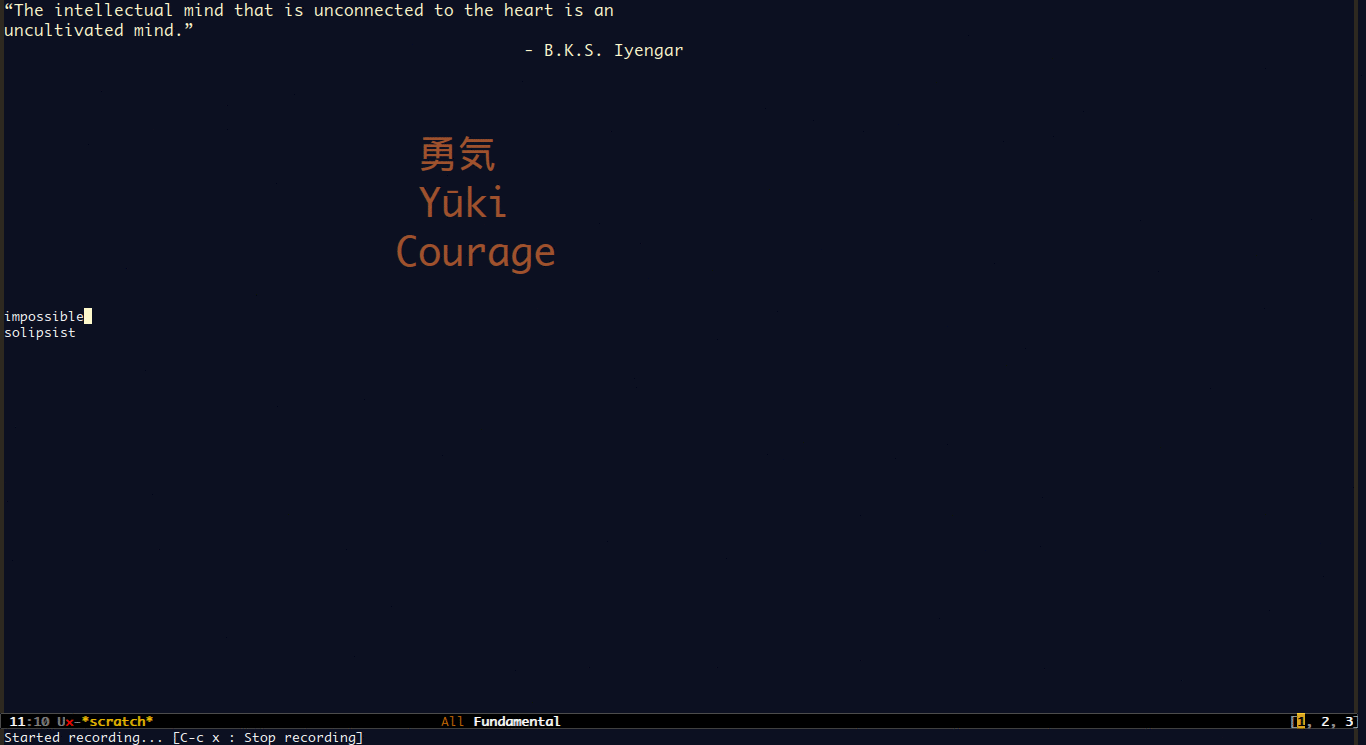 “The intellectual mind that is unconnected to the heart is an
uncultivated mind.”
- B.K.S. Iyengar
勇気
Yūki
Courage
impossible
solipsist
11:10 Ux-*scratch* All Fundamental [1, 2, 3]
Started recording... [C-c x : Stop recording]